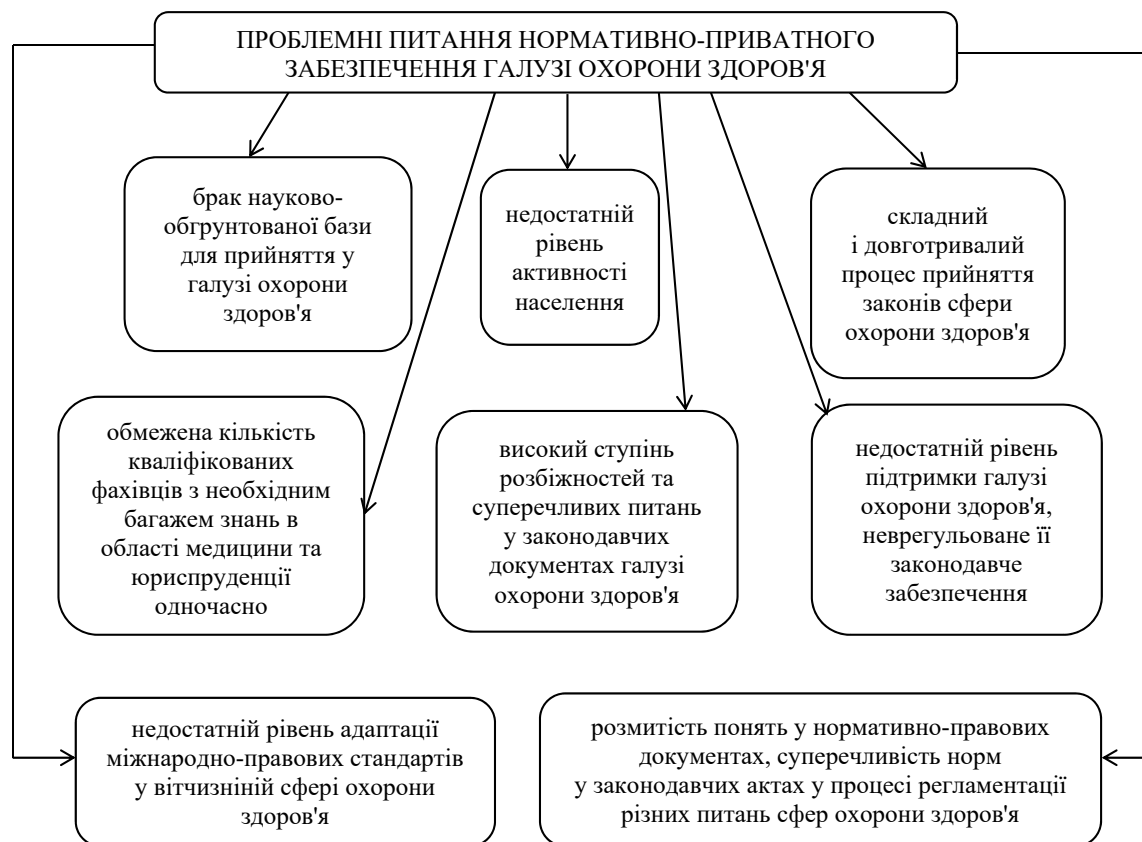 ПРОБЛЕМНІ ПИТАННЯ НОРМАТИВНО-ПРИВАТНОГО
ЗАБЕЗПЕЧЕННЯ ГАЛУЗІ ОХОРОНИ ЗДОРОВ'Я
брак науково-
обгрунтованої бази
для прийняття у
галузі охорони
здоров'я
недостатній
рівень
активності
населення
складний
і довготривалий
процес прийняття
законів сфери
охорони здоров'я
обмежена кількість
кваліфікованих
фахівців з необхідним
багажем знань в
області медицини та
юриспруденції
одночасно
високий ступінь
розбіжностей та
суперечливих питань
у законодавчих
документах галузі
охорони здоров'я
недостатній рівень
підтримки галузі
охорони здоров'я,
неврегульоване її
законодавче
забезпечення
недостатній рівень адаптації
міжнародно-правових стандартів
у вітчизніній сфері охорони
здоров'я
розмитість понять у нормативно-правових
документах, суперечливість норм
у законодавчих актах у процесі регламентації
різних питань сфер охорони здоров'я